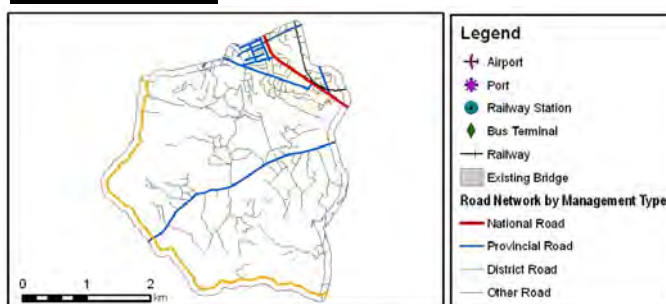 Legend
Airport
Port
Railway Station
Bus Terminal
Railway
Existing Bridge
Road Network by Management Type
National Road
Provincial Road
District Road
Other Road
0 1 2
km